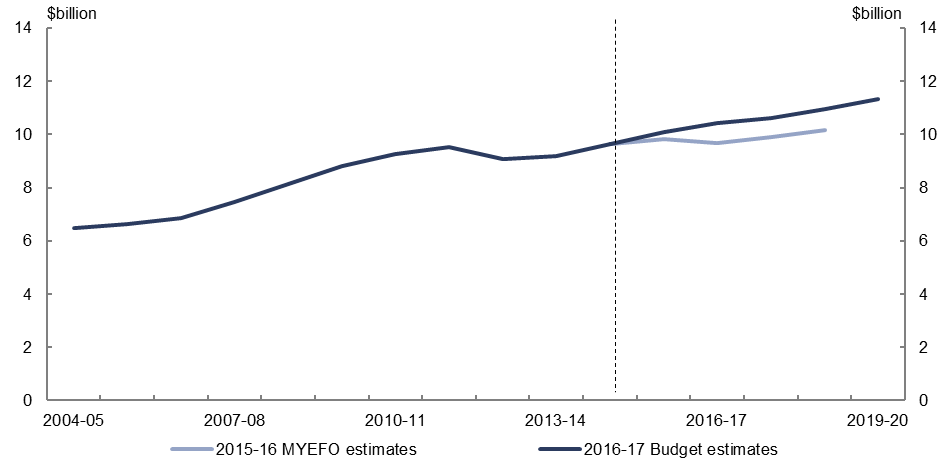 $billion $billion
14 14
12 12
10 10
8 8
6 6
4 4
2 2
0 0
2004-05 2007-08 2010-11 2013-14 2016-17 2019-20
2015-16 MYEFO estimates 2016-17 Budget estimates